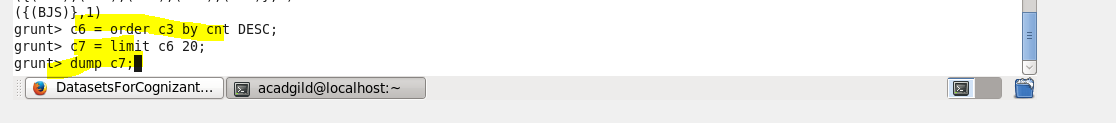 ({(BJS)},1)
grunt> c6 = order c3 by cnt DESC;
grunt> c7 = limit c6 20;
grunt> dump c7;
DatasetsForCognizant... acadgild@localhost:~